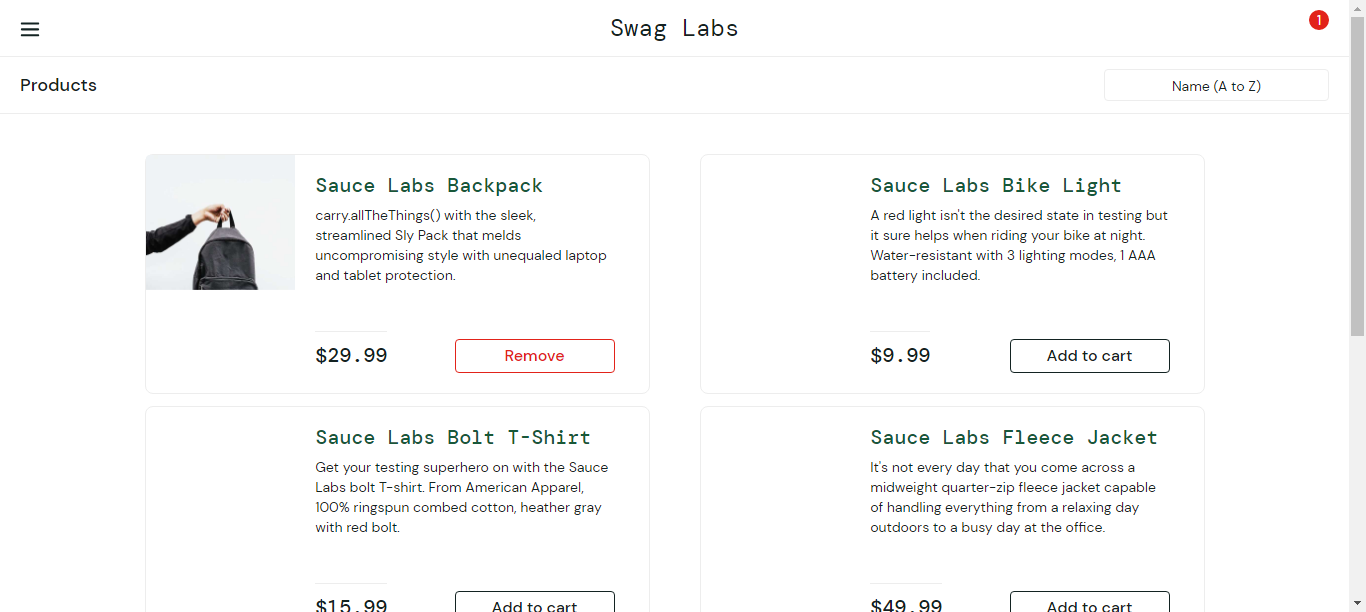 Swag Labs
1
Products
Name (A to Z)
Sauce Labs Backpack
carry.allTheThings() with the sleek,
streamlined Sly Pack that melds
uncompromising style with unequaled laptop
and tablet protection.
$29.99
Remove
Sauce Labs Bike Light
A red light isn't the desired state in testing but
it sure helps when riding your bike at night.
Water-resistant with 3 lighting modes, 1 AAA
battery included.
$9.99
Add to cart
Sauce Labs Bolt T-Shirt
Get your testing superhero on with the Sauce
Labs bolt T-shirt. From American Apparel,
100% ringspun combed cotton, heather gray
with red bolt.
$15.99
Add to cart
Sauce Labs Fleece Jacket
It's not every day that you come across a
midweight quarter-zip fleece jacket capable
of handling everything from a relaxing day
outdoors to a busy day at the office.
$49.99
Add to cart